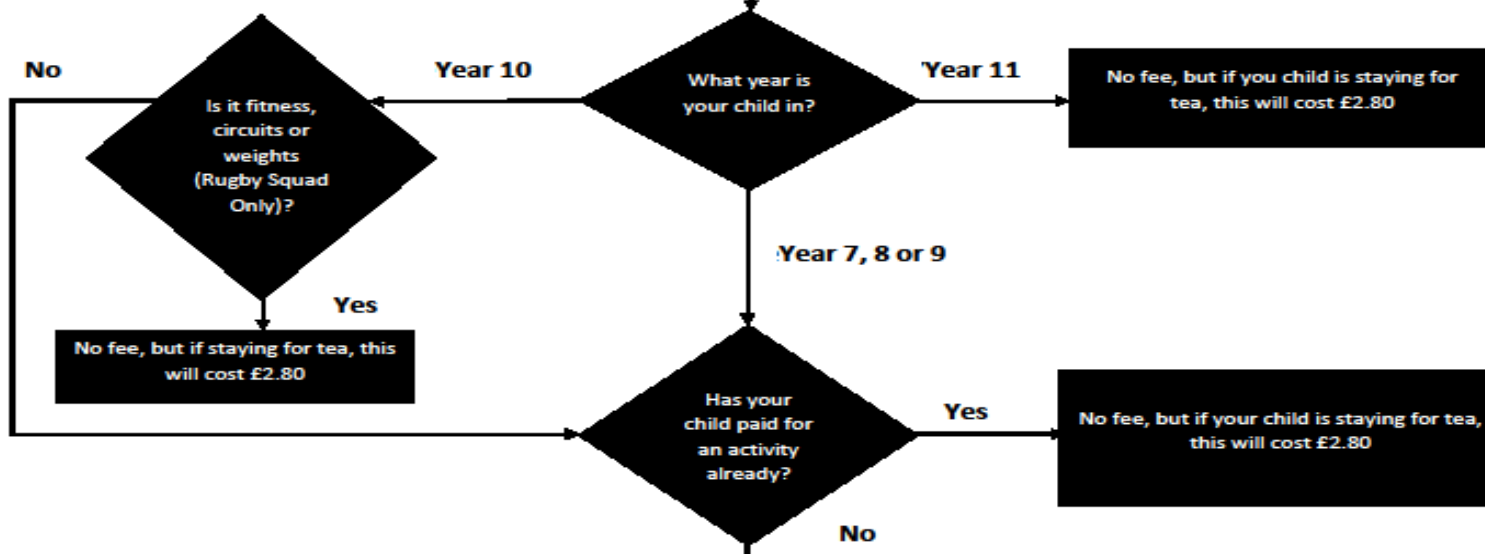 No
Year 10
What year is
your child in?
Year 11
No fee, but if you child is staying for
tea, this will cost £2.80
Is it fitness,
circuits or
weights
(Rugby Squad
Only)?
Year 7, 8 or 9
Yes
No fee, but if staying for tea, this
will cost £2.80
Has your
child paid for
an activity
already?
Yes
No fee, but if your child is staying for tea,
this will cost £2.80
No